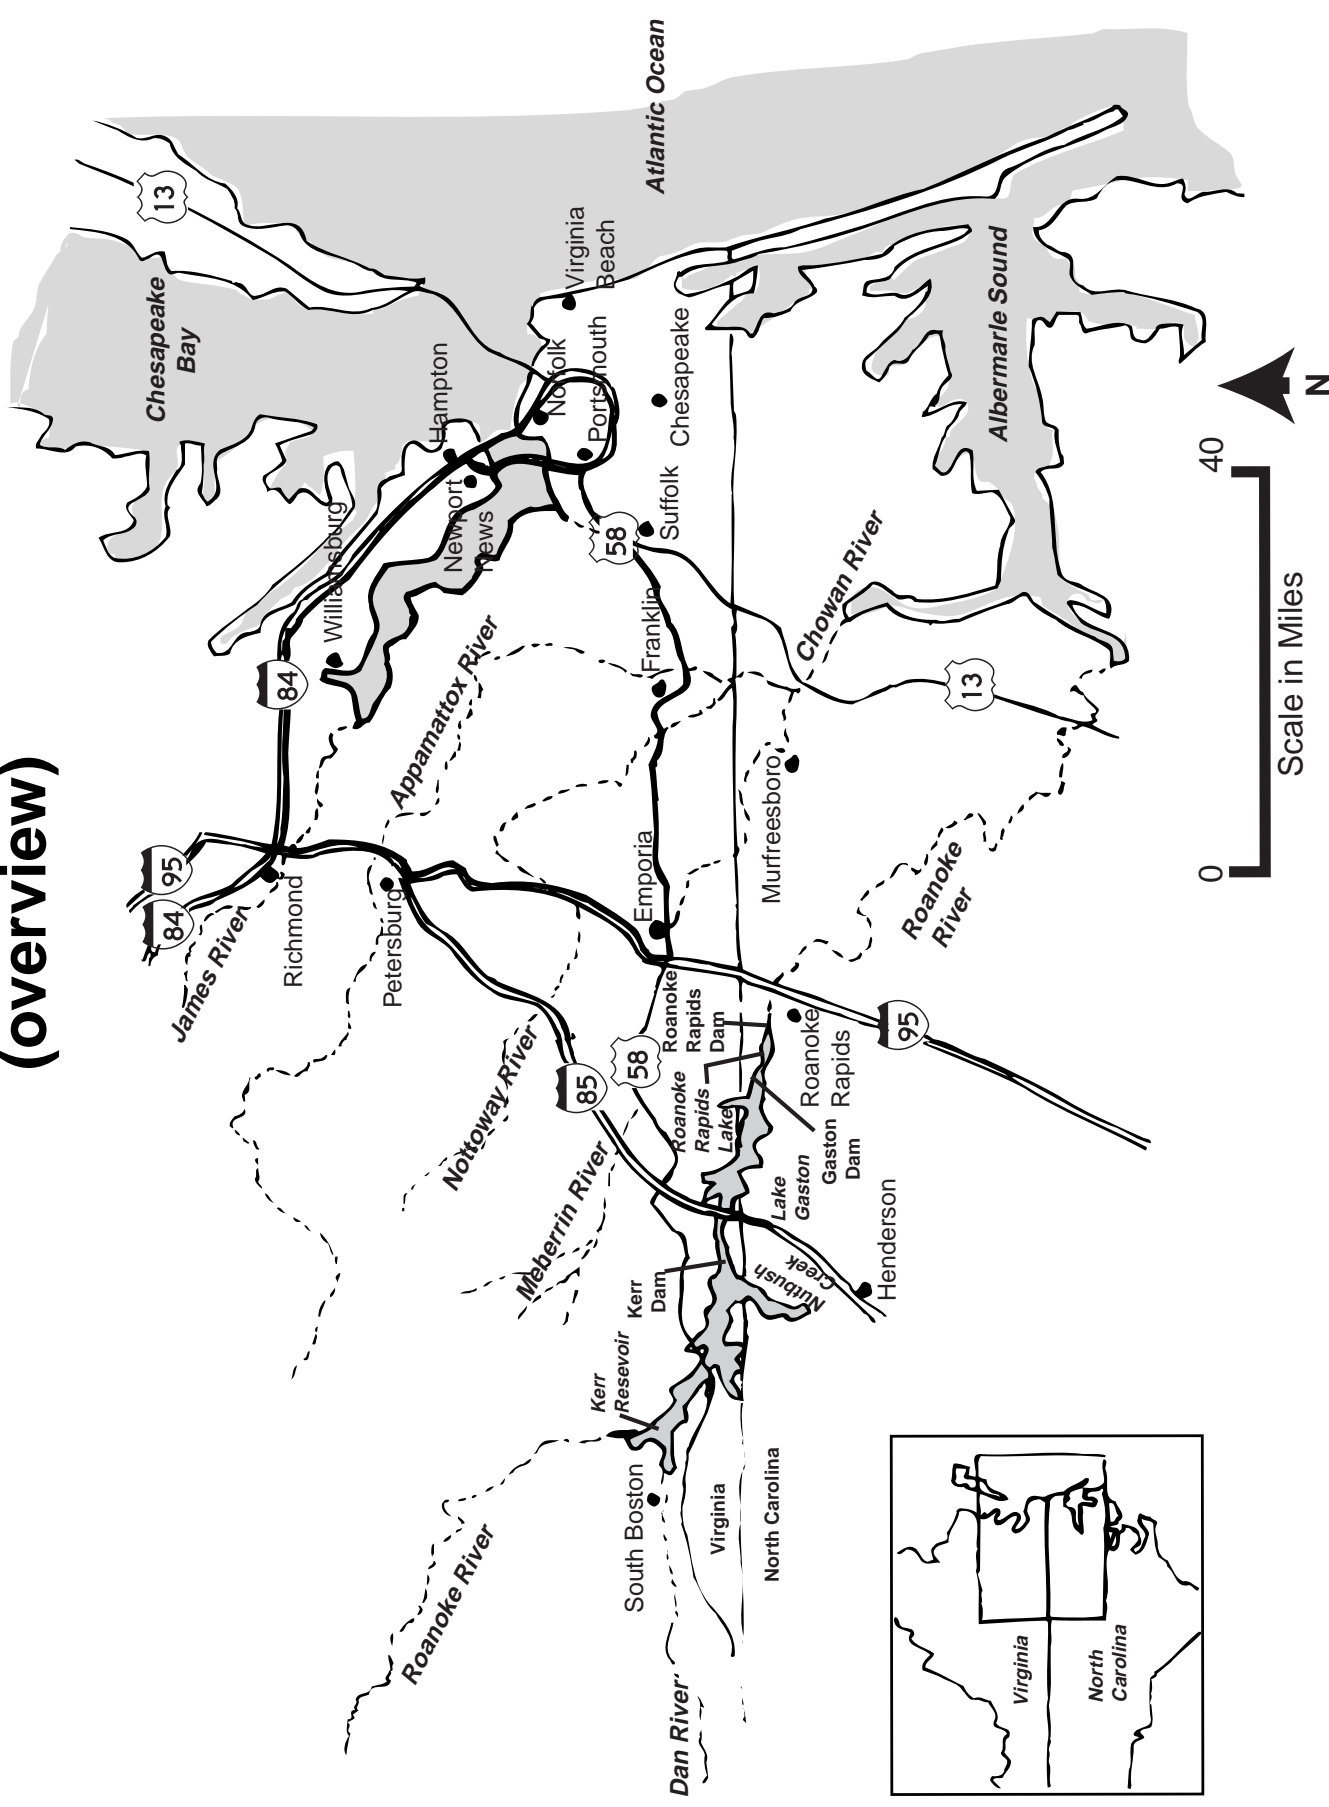 (overview)
13
Chesapeake
Bay
Atlantic Ocean
Hampton
Virginia
Beach
Norfolk
Portsmouth
Chesapeake
Williamsburg
Newport
News
Suffolk
58
84
Appamattox River
Franklin
Chowan River
Albermarle Sound
13
95
84
James River
Richmond
Petersburg
Emporia
Murfreesboro
Roanoke
River
Nottoway River
85
58
Roanoke
Rapids
Dam
Roanoke
Rapids
Lake
Roanoke
Rapids
95
Meberrin River
Gaston
Dam
Lake
Gaston
Kerr
Dam
Nutbush
Creek
Henderson
Kerr
Resevoir
South Boston
Roanoke River
Dan River
Virginia
North Carolina
0
40
Scale in Miles
N
Virginia
North
Carolina